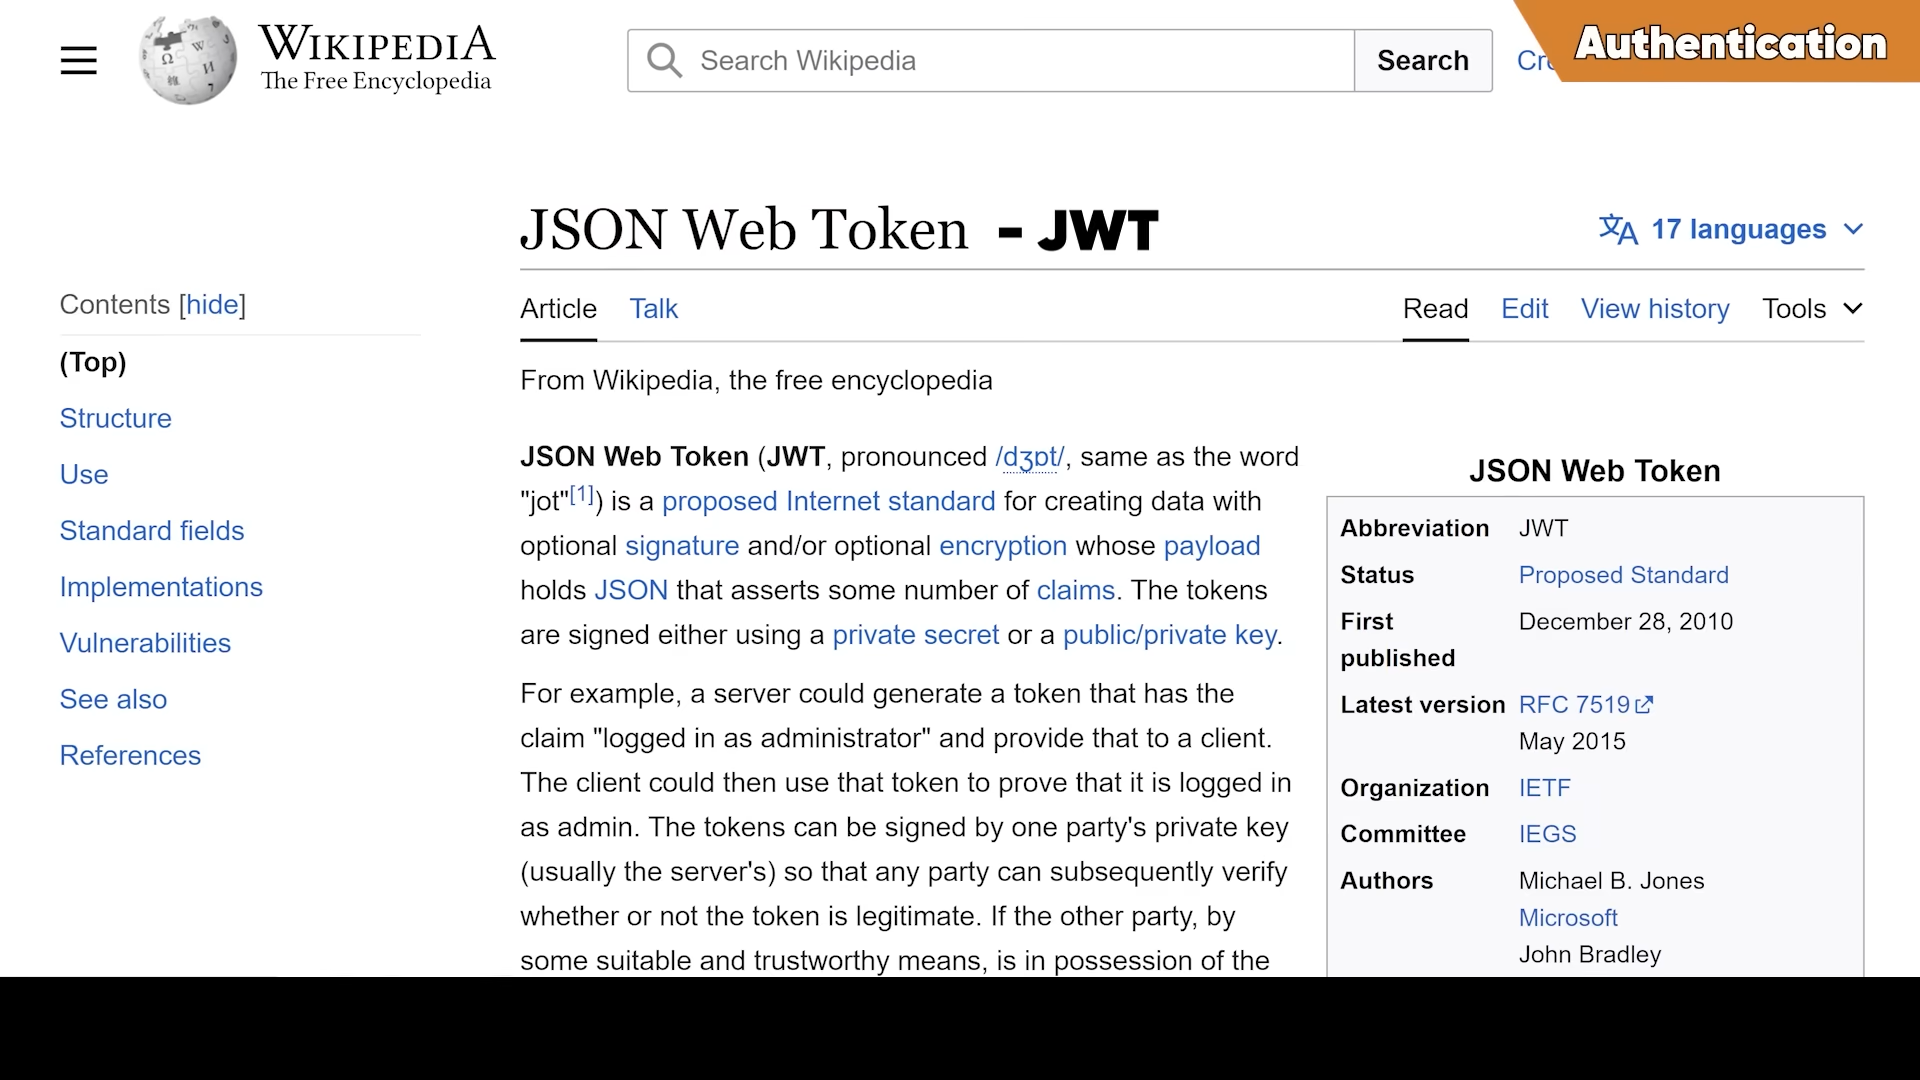 WIKIPEDIA
The Free Encyclopedia
Search Wikipedia
Search
Authentication
JSON Web Token - JWT
17 languages
Contents [hide]
(Top)
Structure
Use
Standard fields
Implementations
Vulnerabilities
See also
References
Article
Talk
Read
Edit
View history
Tools
From Wikipedia, the free encyclopedia
JSON Web Token (JWT, pronounced /dʒɒt/, same as the word
"jot"[1]) is a proposed Internet standard for creating data with
optional signature and/or optional encryption whose payload
holds JSON that asserts some number of claims. The tokens
are signed either using a private secret or a public/private key.
For example, a server could generate a token that has the
claim "logged in as administrator" and provide that to a client.
The client could then use that token to prove that it is logged in
as admin. The tokens can be signed by one party's private key
(usually the server's) so that any party can subsequently verify
whether or not the token is legitimate. If the other party, by
some suitable and trustworthy means, is in possession of the
JSON Web Token
Abbreviation JWT
Status Proposed Standard
First December 28, 2010
published
Latest version RFC 7519
May 2015
Organization IETF
Committee IEGS
Authors Michael B. Jones
Microsoft
John Bradley